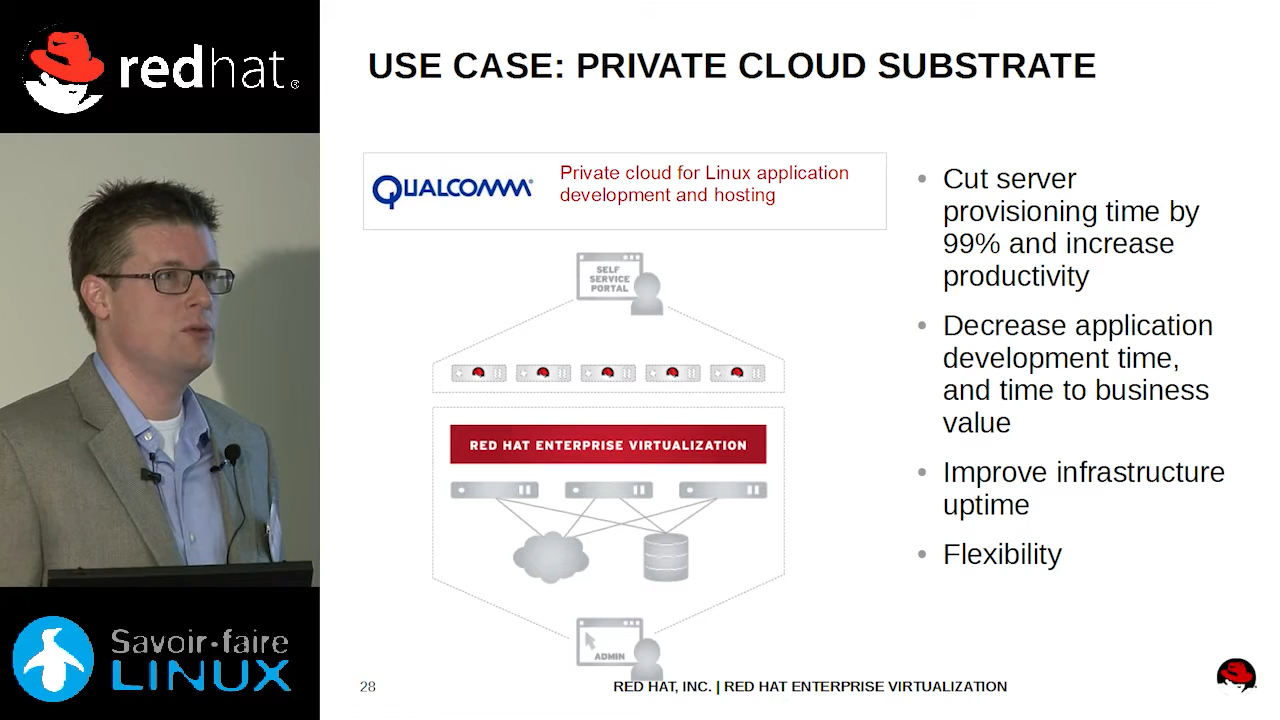 redhat®
USE CASE: PRIVATE CLOUD SUBSTRATE
QUALCOMM®
Private cloud for Linux application
development and hosting
SELF
SERVICE
PORTAL
RED HAT ENTERPRISE VIRTUALIZATION
ADMIN
• Cut server
provisioning time by
99% and increase
productivity
• Decrease application
development time,
and time to business
value
• Improve infrastructure
uptime
• Flexibility
Savoir-faire
LINUX
28
RED HAT, INC. | RED HAT ENTERPRISE VIRTUALIZATION